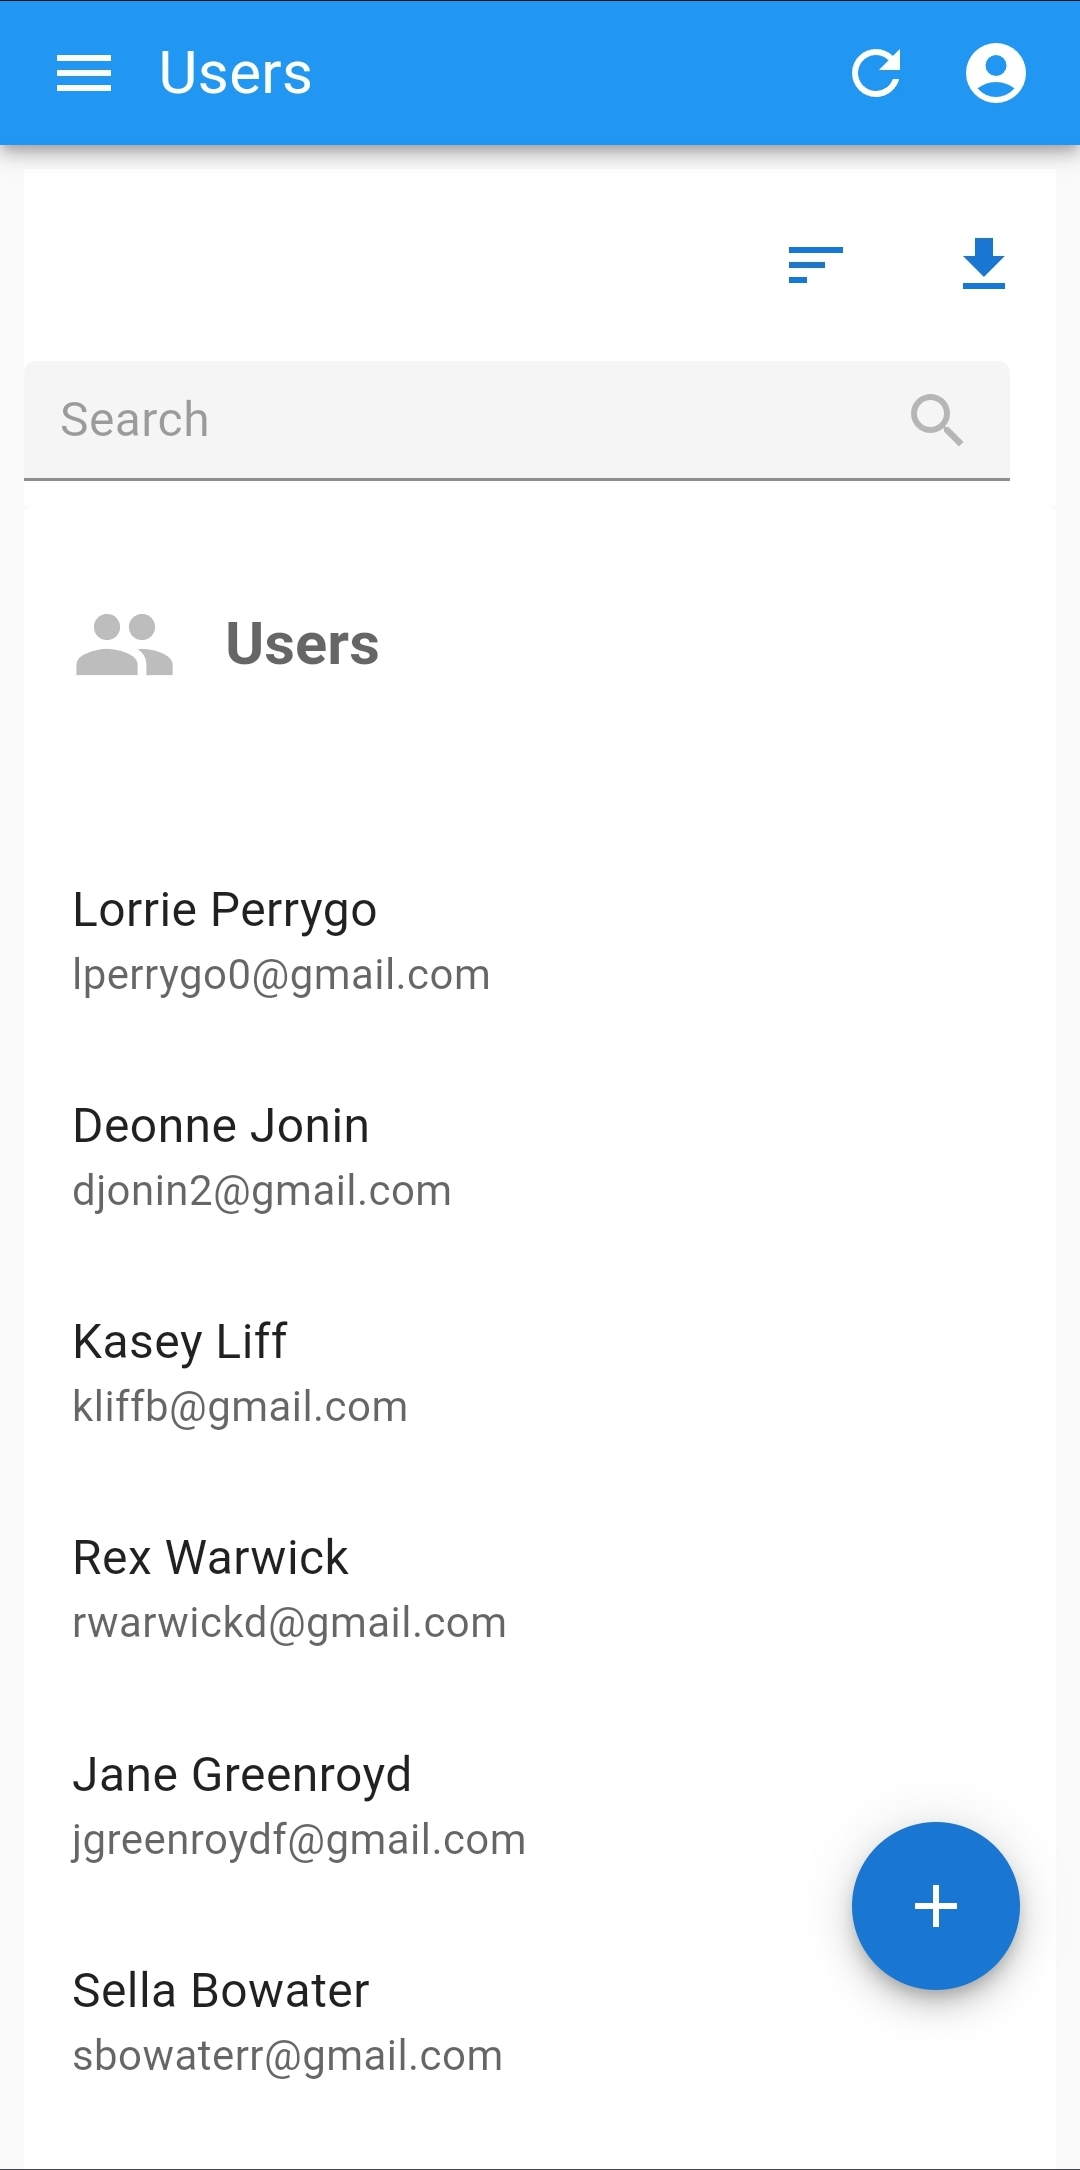 Users
Search
Users
Lorrie Perrygo
lperrygo0@gmail.com
Deonne Jonin
djonin2@gmail.com
Kasey Liff
kliffb@gmail.com
Rex Warwick
rwarwickd@gmail.com
Jane Greenroyd
jgreenroydf@gmail.com
Sella Bowater
sbowaterr@gmail.com